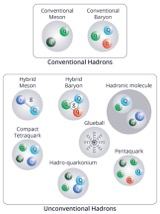 Conventional Meson
Conventional Baryon
Conventional Hadrons
Hybrid Meson
Hybrid Baryon
Hadronic molecule
g
g
Glueball
Compact Tetraquark
Pentaquark
Hadro-quarkonium
Unconventional Hadrons